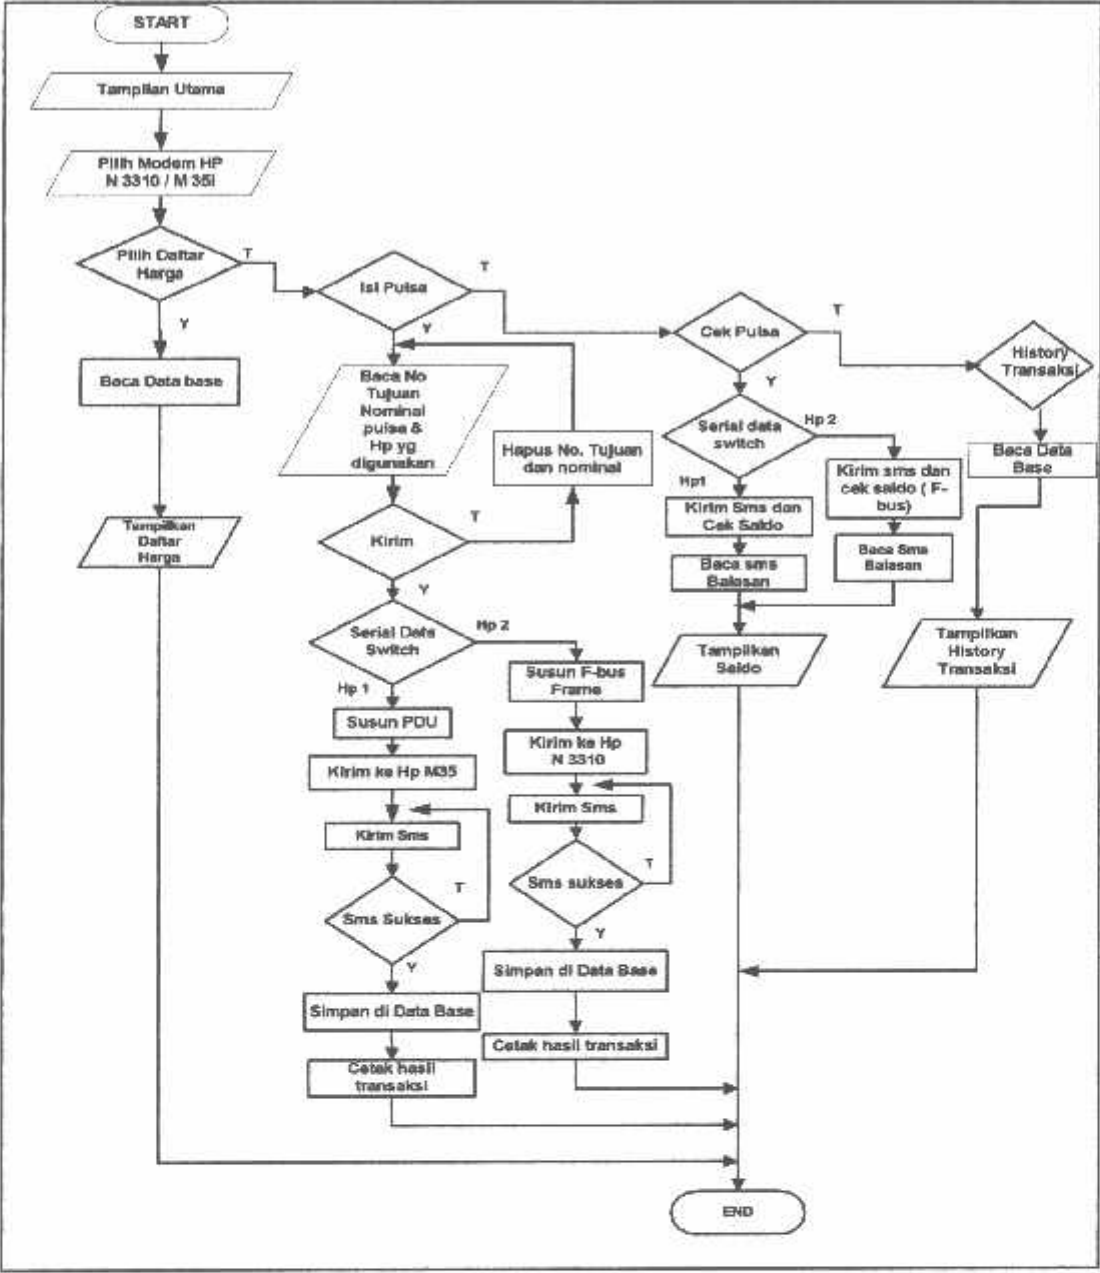 START
Tampilan Utama
Pilih Modem HP
N 3310 / M 35i
Pilih Daftar
Harga
T
Y
Baca Data base
Tampilkan
Daftar
Harga
Isi Pulsa
T
Y
Baca No
Tujuan
Nominal
pulsa &
Hp yg
digunakan
Hapus No. Tujuan
dan nominal
Kirim
T
Y
Serial Data
Switch
Hp 2
Hp 1
Susun PDU
Kirim ke Hp M35
Kirim Sms
Sms Sukses
T
Y
Simpan di Data Base
Cetak hasil
transaksi
Susun F-bus
Frame
Kirim ke Hp
N 3310
Kirim Sms
Sms sukses
T
Y
Simpan di Data Base
Cetak hasil transaksi
Cek Pulsa
T
Y
Serial data
switch
Hp 2
Hp1
Kirim Sms dan
Cek Saldo
Baca sms
Balasan
Kirim sms dan
cek saldo ( F-
bus)
Baca Sms
Balasan
Tampilkan
Saldo
History
Transaksi
Baca Data
Base
Tampilkan
History
Transaksi
END